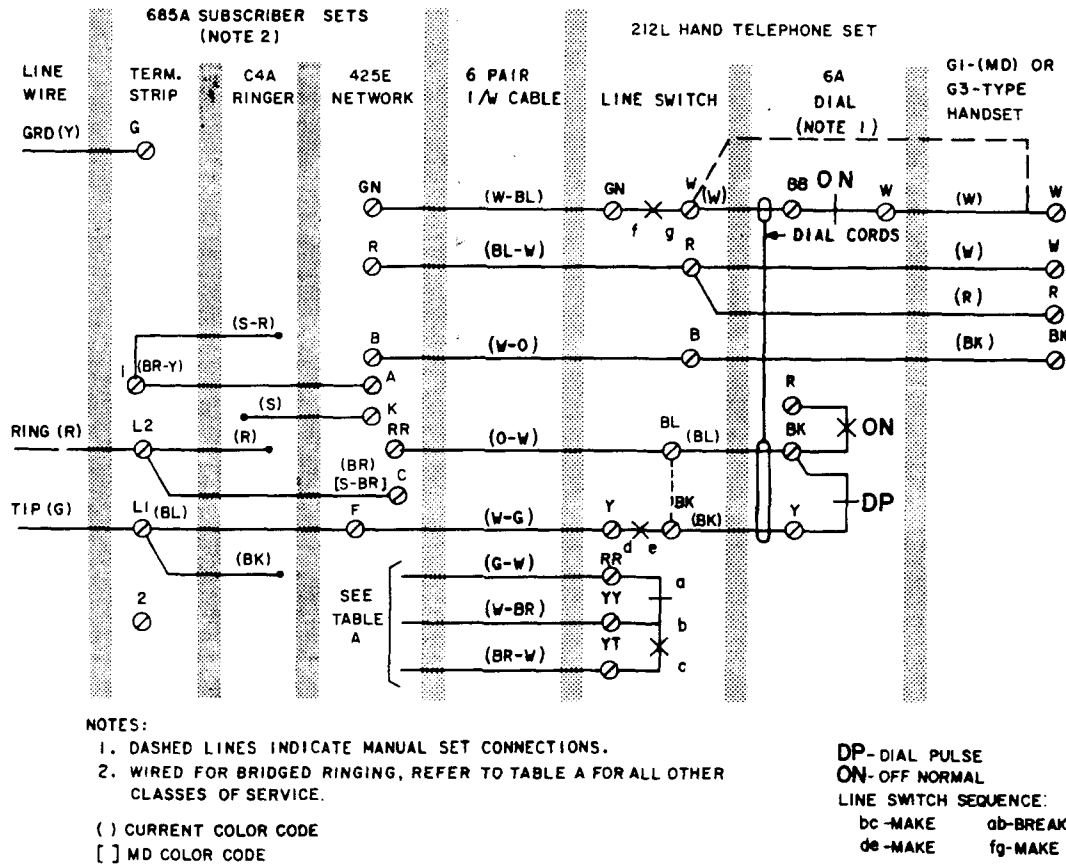 685A SUBSCRIBER SETS
(NOTE 2)
212L HAND TELEPHONE SET
LINE WIRE
TERM. STRIP
C4A RINGER
425E NETWORK
6 PAIR I/W CABLE
LINE SWITCH
6A DIAL (NOTE 1)
G1-(MD) OR G3-TYPE HANDSET
GRD (Y) G
GN (W-BL) GN f g W (W) BB ON W (W) W
DIAL CORDS
R (BL-W) R (W) W
(R) R
(S-R)
B (W-O) B (BK) BK
1 (BR-Y) A
(S) K
R
ON
RING (R) L2 (R) RR (O-W) BL (BL) BK
(BR)
[S-BR] C
DP
TIP (G) L1 (BL) F (W-G) Y d e BK (BK) Y
(BK)
(G-W) RR a
2
SEE TABLE A
(W-BR) YY b
(BR-W) YT c
NOTES:
1. DASHED LINES INDICATE MANUAL SET CONNECTIONS.
2. WIRED FOR BRIDGED RINGING, REFER TO TABLE A FOR ALL OTHER
CLASSES OF SERVICE.
( ) CURRENT COLOR CODE
[ ] MD COLOR CODE
DP- DIAL PULSE
ON- OFF NORMAL
LINE SWITCH SEQUENCE:
bc -MAKE ab-BREAK
de -MAKE fg-MAKE